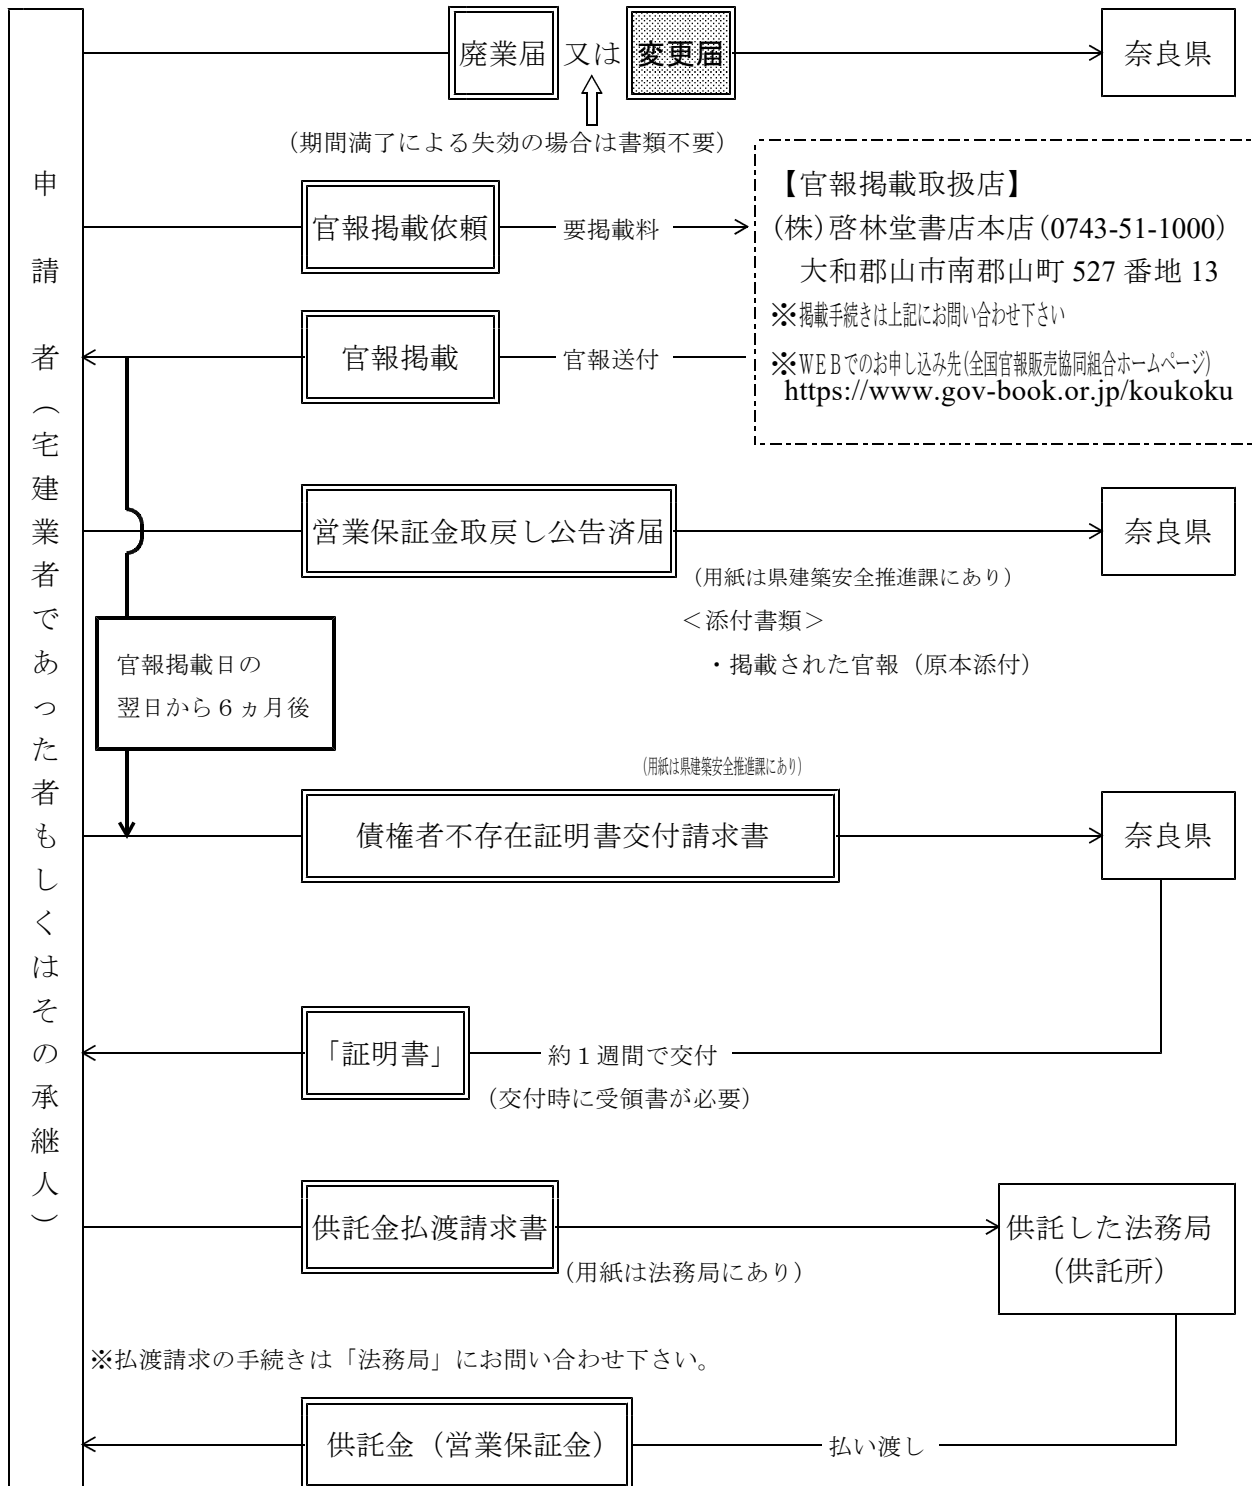 申請者（宅建業者であった者もしくはその承継人）
廃業届 又は 変更届
奈良県
（期間満了による失効の場合は書類不要）
官報掲載依頼
要掲載料
【官報掲載取扱店】
(株)啓林堂書店本店(0743-51-1000)
大和郡山市南郡山町 527 番地 13
※掲載手続きは上記にお問い合わせ下さい
※ＷＥＢでのお申し込み先(全国官報販売協同組合ホームページ)
https://www.gov-book.or.jp/koukoku
官報掲載
官報送付
営業保証金取戻し公告済届
奈良県
（用紙は県建築安全推進課にあり）
＜添付書類＞
・掲載された官報（原本添付）
官報掲載日の
翌日から６ヵ月後
（用紙は県建築安全推進課にあり）
債権者不存在証明書交付請求書
奈良県
「証明書」
約１週間で交付
（交付時に受領書が必要）
供託金払渡請求書
（用紙は法務局にあり）
供託した法務局
（供託所）
※払渡請求の手続きは「法務局」にお問い合わせ下さい。
供託金（営業保証金）
払い渡し